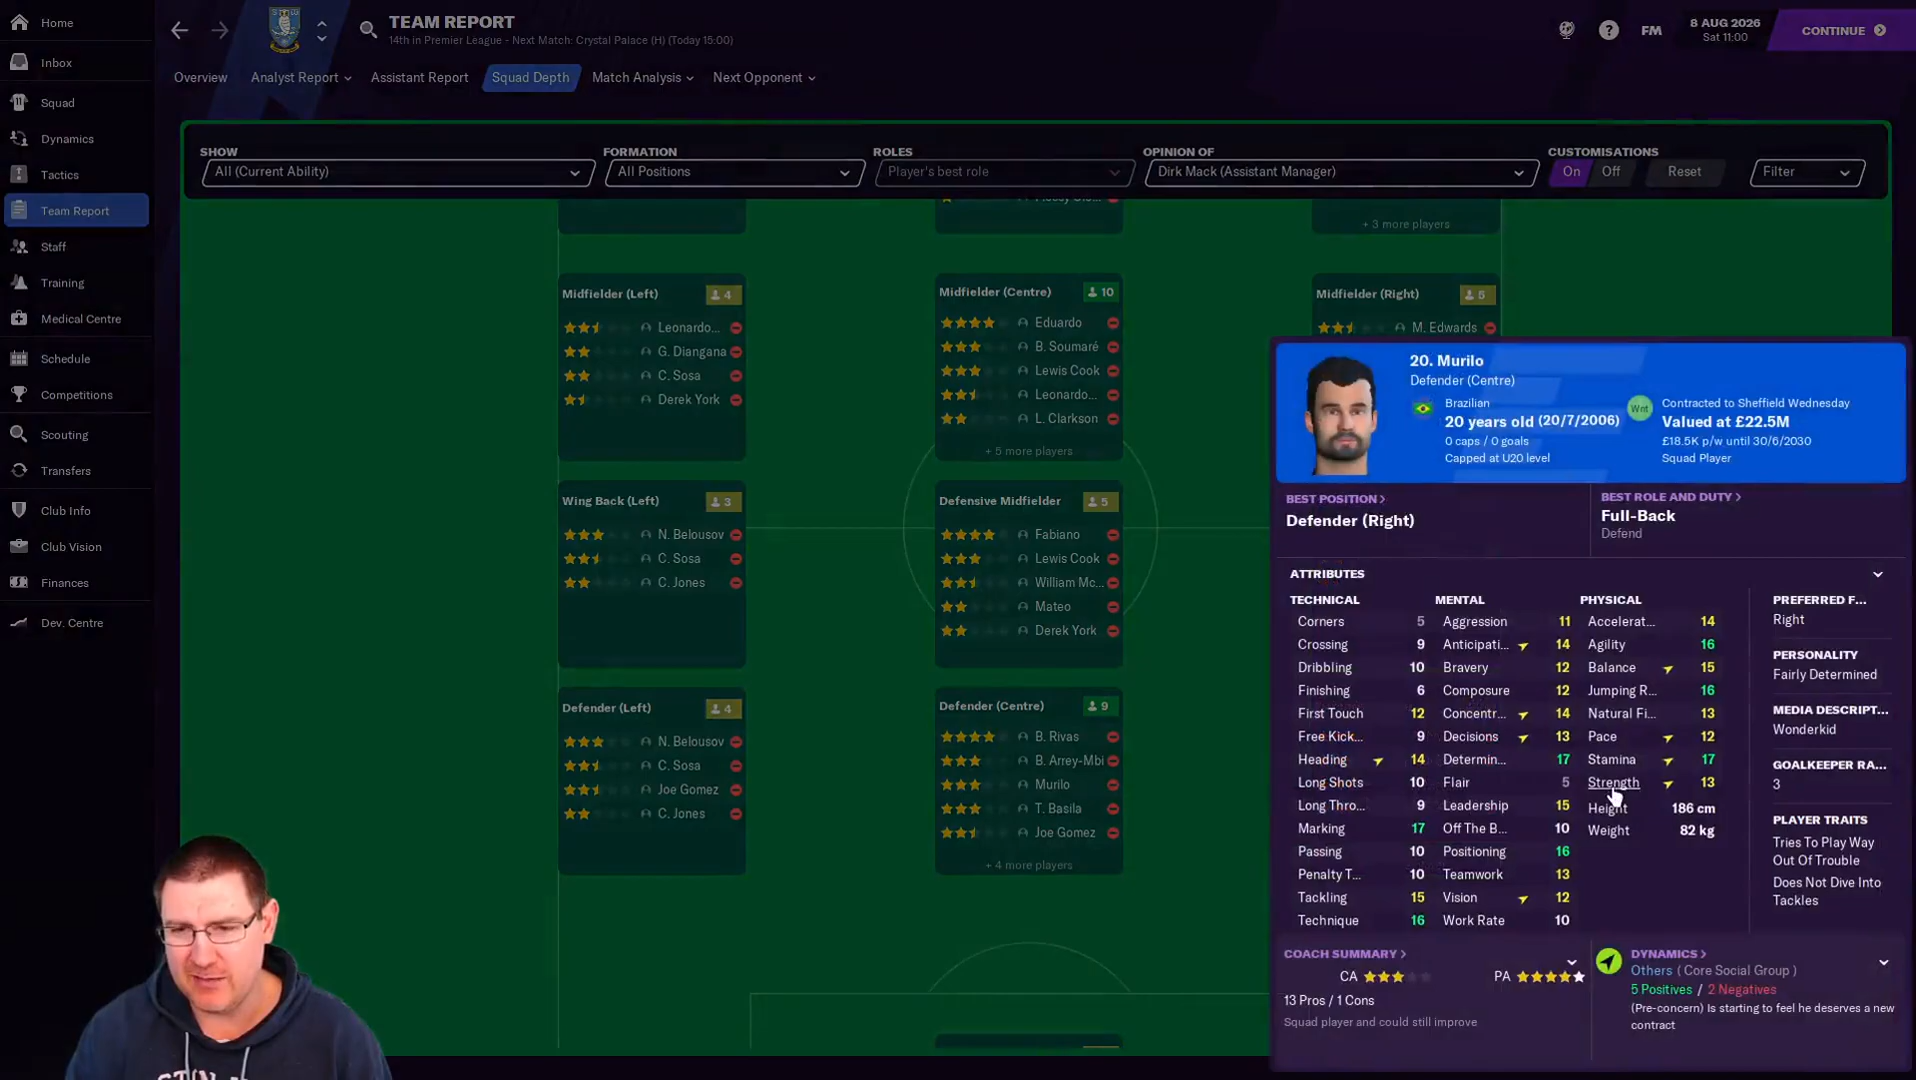 Home
TEAM REPORT
14th in Premier League - Next Match: Crystal Palace (H) (Today 15:00)
FM
8 AUG 2026
Sat 11:00
CONTINUE
Inbox
Overview
Analyst Report
Assistant Report
Squad Depth
Match Analysis
Next Opponent
Squad
Dynamics
Tactics
Team Report
Staff
Training
Medical Centre
Schedule
Competitions
Scouting
Transfers
Club Info
Club Vision
Finances
Dev. Centre
SHOW
All (Current Ability)
FORMATION
All Positions
ROLES
Player's best role
OPINION OF
Dirk Mack (Assistant Manager)
CUSTOMISATIONS
On Off
Reset
Filter
+ 3 more players
Midfielder (Left) 4
Leonardo...
G. Diangana
C. Sosa
Derek York
Midfielder (Centre) 10
Eduardo
B. Soumaré
Lewis Cook
Leonardo...
L. Clarkson
+ 5 more players
Midfielder (Right) 5
M. Edwards
Wing Back (Left) 3
N. Belousov
C. Sosa
C. Jones
Defensive Midfielder 5
Fabiano
Lewis Cook
William Mc...
Mateo
Derek York
Defender (Left) 4
N. Belousov
C. Sosa
Joe Gomez
C. Jones
Defender (Centre) 9
B. Rivas
B. Arrey-Mbi
Murilo
T. Basila
Joe Gomez
+ 4 more players
20. Murilo
Defender (Centre)
Brazilian
20 years old (20/7/2006)
0 caps / 0 goals
Capped at U20 level
Wnt
Contracted to Sheffield Wednesday
Valued at £22.5M
£18.5K p/w until 30/6/2030
Squad Player
BEST POSITION >
Defender (Right)
BEST ROLE AND DUTY >
Full-Back
Defend
ATTRIBUTES
TECHNICAL
Corners 5
Crossing 9
Dribbling 10
Finishing 6
First Touch 12
Free Kick... 9
Heading 14
Long Shots 10
Long Thro... 9
Marking 17
Passing 10
Penalty T... 10
Tackling 15
Technique 16
MENTAL
Aggression 11
Anticipati... 14
Bravery 12
Composure 12
Concentr... 14
Decisions 13
Determin... 17
Flair 5
Leadership 15
Off The B... 10
Positioning 16
Teamwork 13
Vision 12
Work Rate 10
PHYSICAL
Accelerat... 14
Agility 16
Balance 15
Jumping R... 16
Natural Fi... 13
Pace 12
Stamina 17
Strength 13
Height 186 cm
Weight 82 kg
PREFERRED F...
Right
PERSONALITY
Fairly Determined
MEDIA DESCRIPT...
Wonderkid
GOALKEEPER RA...
3
PLAYER TRAITS
Tries To Play Way
Out Of Trouble
Does Not Dive Into
Tackles
COACH SUMMARY >
CA
PA
13 Pros / 1 Cons
Squad player and could still improve
DYNAMICS >
Others ( Core Social Group )
5 Positives / 2 Negatives
(Pre-concern) Is starting to feel he deserves a new
contract